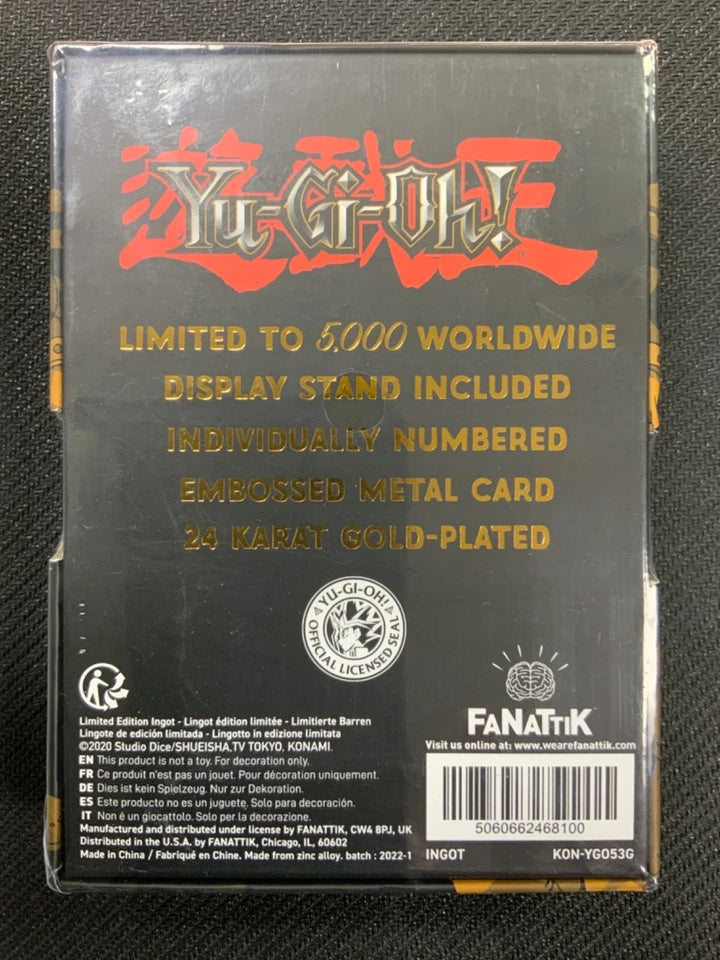 遊戯王
Yu-Gi-Oh!
®
LIMITED TO 5,000 WORLDWIDE
DISPLAY STAND INCLUDED
INDIVIDUALLY NUMBERED
EMBOSSED METAL CARD
24 KARAT GOLD-PLATED
YU-GI-OH!
OFFICIAL LICENSED SEAL
Limited Edition Ingot - Lingot édition limitée - Limitierte Barren
Lingote de edición limitada - Lingotto in edizione limitata
©2020 Studio Dice/SHUEISHA,TV TOKYO, KONAMI.
EN This product is not a toy. For decoration only.
FR Ce produit n'est pas un jouet. Pour décoration uniquement.
DE Dies ist kein Spielzeug. Nur zur Dekoration.
ES Este producto no es un juguete. Solo para decoración.
IT Non é un giocattolo. Solo per la decorazione.
Manufactured and distributed under license by FANATTIK, CW4 8PJ, UK
Distributed in the U.S.A. by FANATTIK, Chicago, IL, 60602
Made in China / Fabriqué en Chine. Made from zinc alloy. batch : 2022-1
FANATTIK
Visit us online at: www.wearefanattik.com
5060662468100
INGOT KON-YGO53G